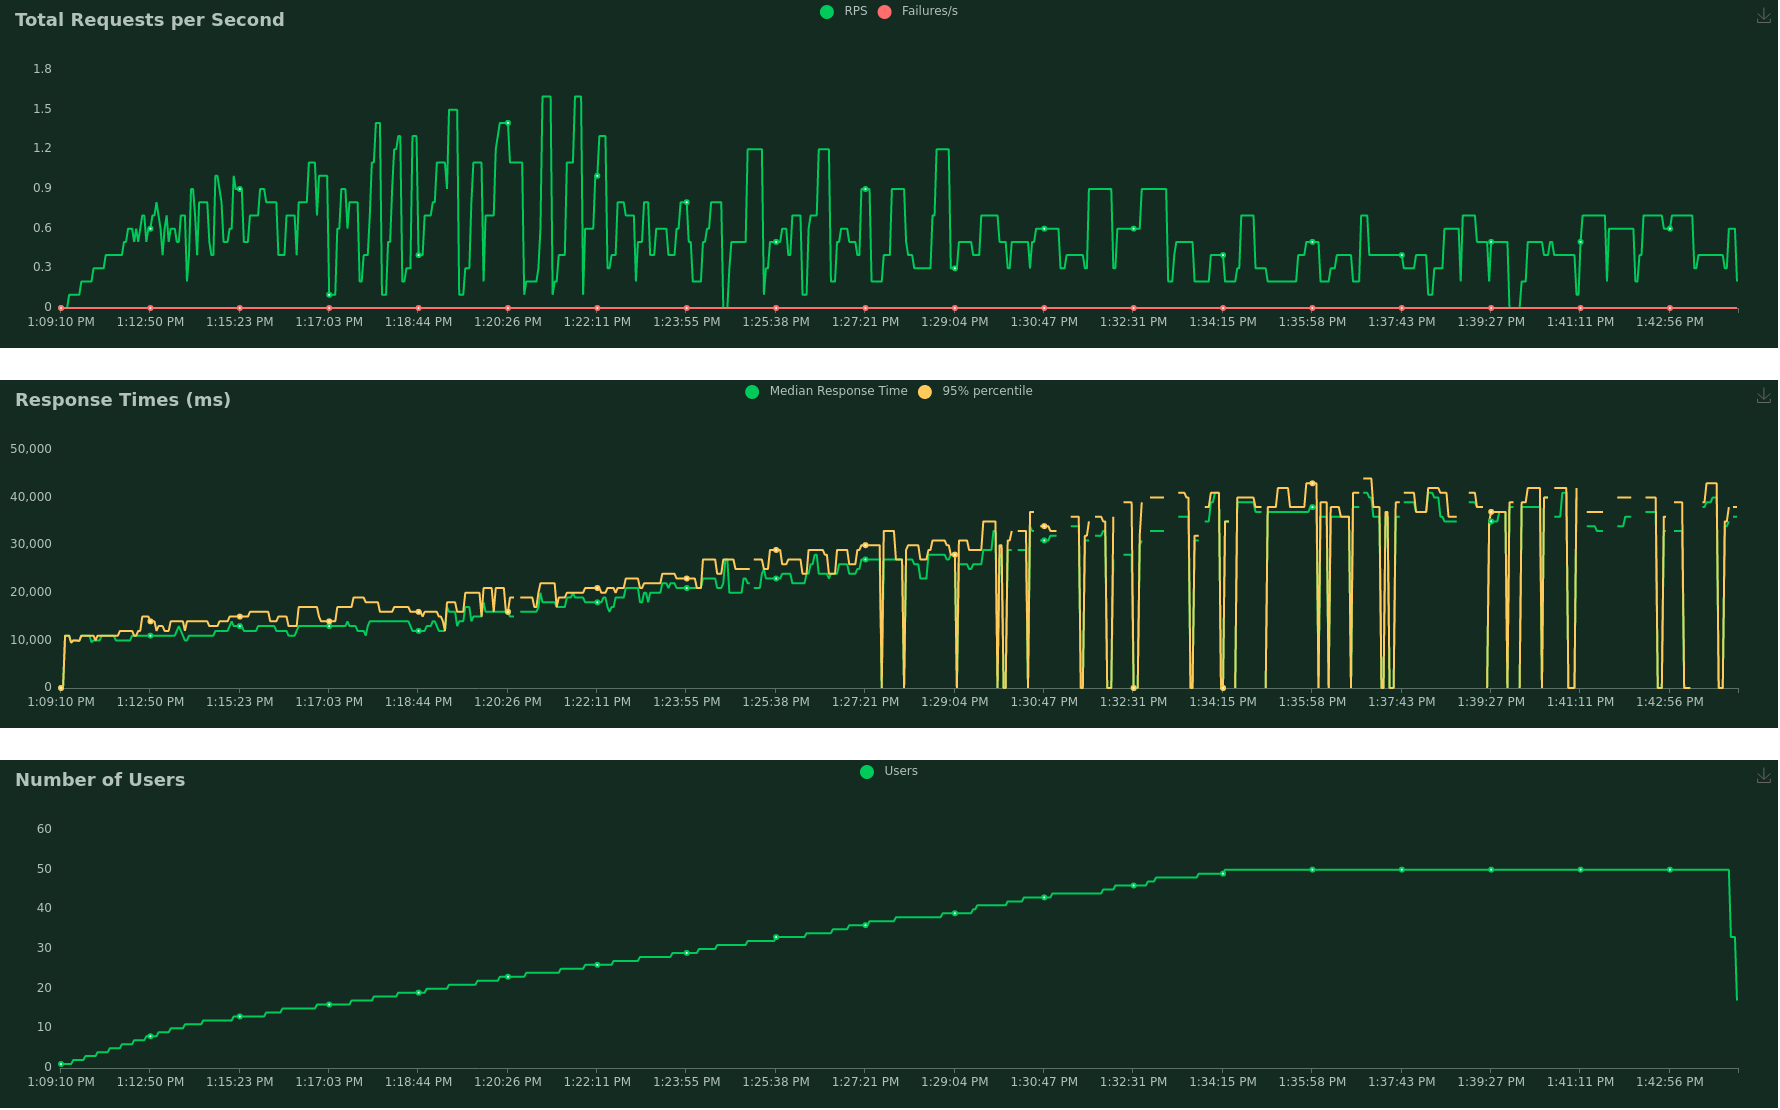 Total Requests per Second
RPS Failures/s
1.8
1.5
1.2
0.9
0.6
0.3
0
1:09:10 PM 1:12:50 PM 1:15:23 PM 1:17:03 PM 1:18:44 PM 1:20:26 PM 1:22:11 PM 1:23:55 PM 1:25:38 PM 1:27:21 PM 1:29:04 PM 1:30:47 PM 1:32:31 PM 1:34:15 PM 1:35:58 PM 1:37:43 PM 1:39:27 PM 1:41:11 PM 1:42:56 PM
Response Times (ms)
Median Response Time 95% percentile
50,000
40,000
30,000
20,000
10,000
0
1:09:10 PM 1:12:50 PM 1:15:23 PM 1:17:03 PM 1:18:44 PM 1:20:26 PM 1:22:11 PM 1:23:55 PM 1:25:38 PM 1:27:21 PM 1:29:04 PM 1:30:47 PM 1:32:31 PM 1:34:15 PM 1:35:58 PM 1:37:43 PM 1:39:27 PM 1:41:11 PM 1:42:56 PM
Number of Users
Users
60
50
40
30
20
10
0
1:09:10 PM 1:12:50 PM 1:15:23 PM 1:17:03 PM 1:18:44 PM 1:20:26 PM 1:22:11 PM 1:23:55 PM 1:25:38 PM 1:27:21 PM 1:29:04 PM 1:30:47 PM 1:32:31 PM 1:34:15 PM 1:35:58 PM 1:37:43 PM 1:39:27 PM 1:41:11 PM 1:42:56 PM